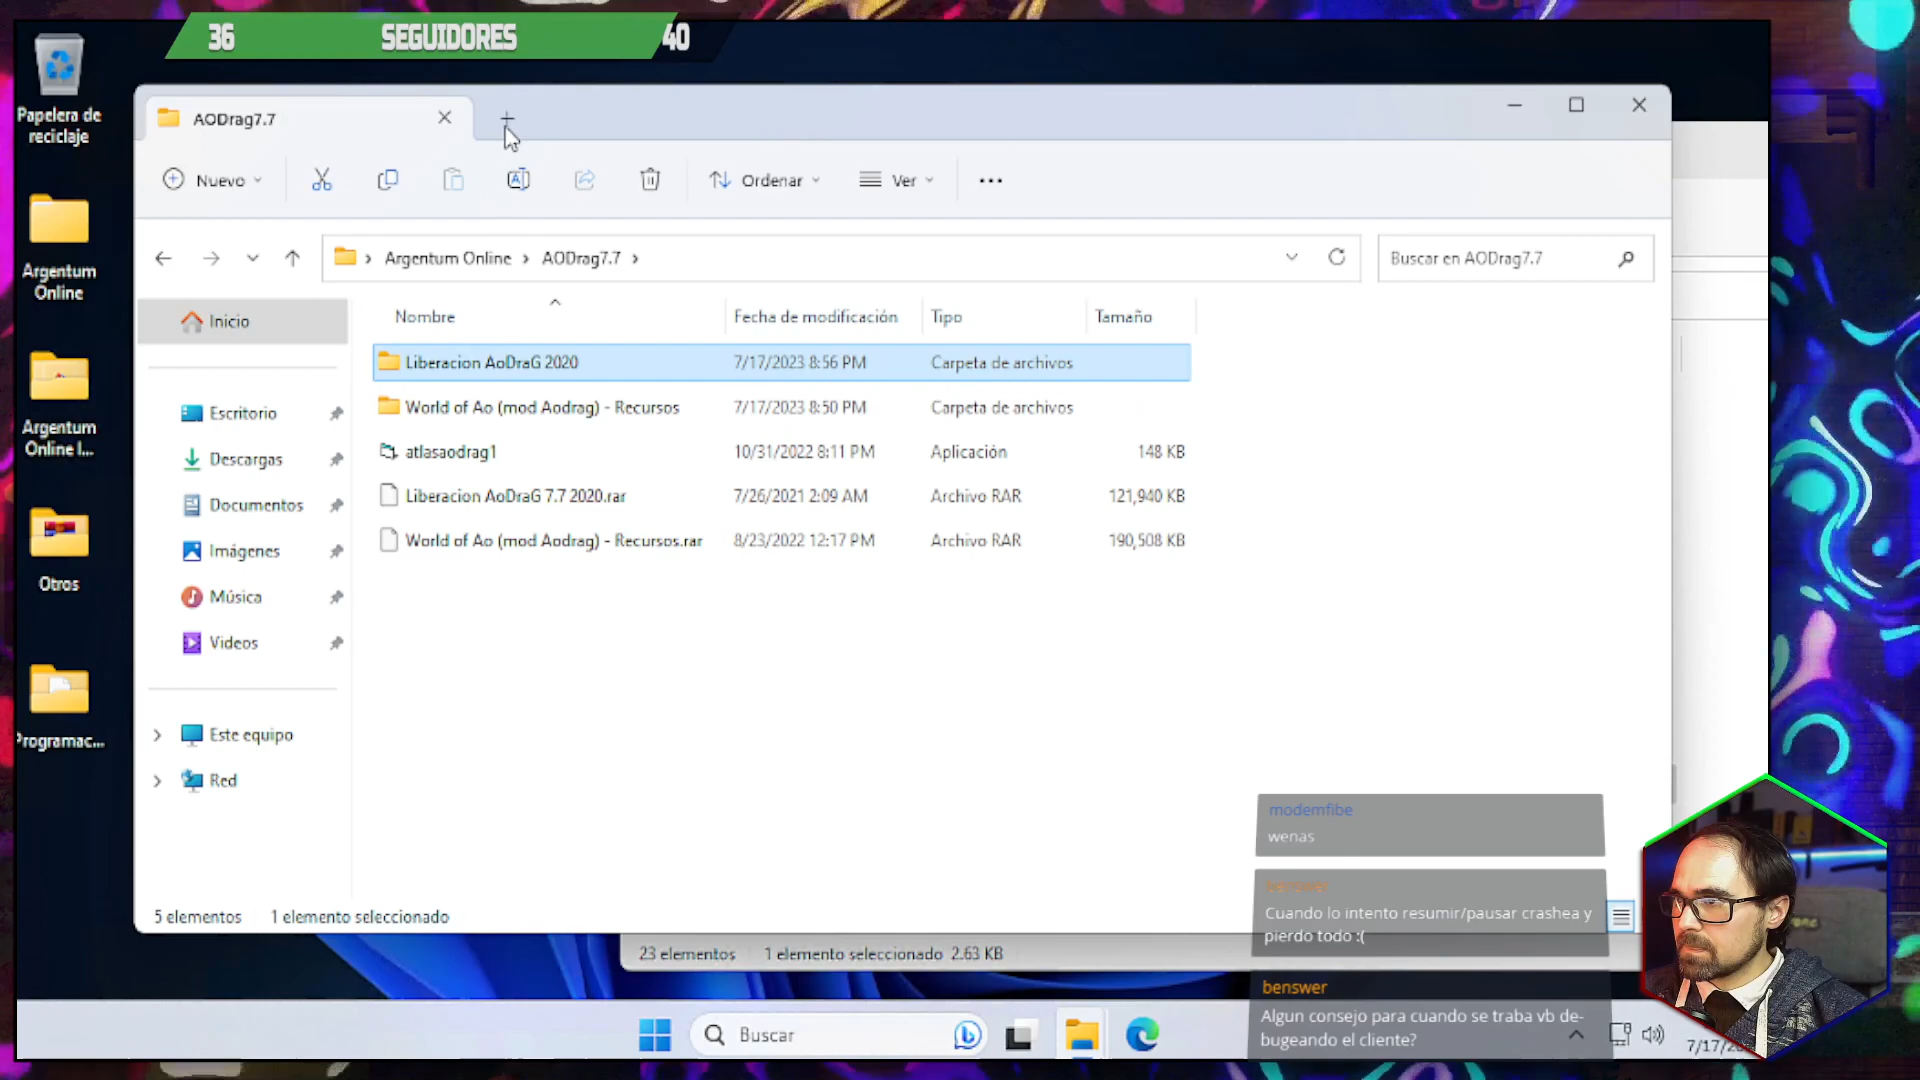 36 SEGUIDORES 40
Papelera de
reciclaje
Argentum
Online
Argentum
Online I...
Otros
Programac...
AODrag7.7
Nuevo
Ordenar
Ver
Argentum Online > AODrag7.7 >
Buscar en AODrag7.7
Inicio
Escritorio
Descargas
Documentos
Imágenes
Música
Videos
Este equipo
Red
Nombre Fecha de modificación Tipo Tamaño
Liberacion AoDraG 2020 7/17/2023 8:56 PM Carpeta de archivos
World of Ao (mod Aodrag) - Recursos 7/17/2023 8:50 PM Carpeta de archivos
atlasaodrag1 10/31/2022 8:11 PM Aplicación 148 KB
Liberacion AoDraG 7.7 2020.rar 7/26/2021 2:09 AM Archivo RAR 121,940 KB
World of Ao (mod Aodrag) - Recursos.rar 8/23/2022 12:17 PM Archivo RAR 190,508 KB
5 elementos 1 elemento seleccionado
23 elementos 1 elemento seleccionado 2.63 KB
modemfibe
wenas
benswer
Cuando lo intento resumir/pausar crashea y
pierdo todo :(
benswer
Algun consejo para cuando se traba vb de-
bugeando el cliente?
Buscar